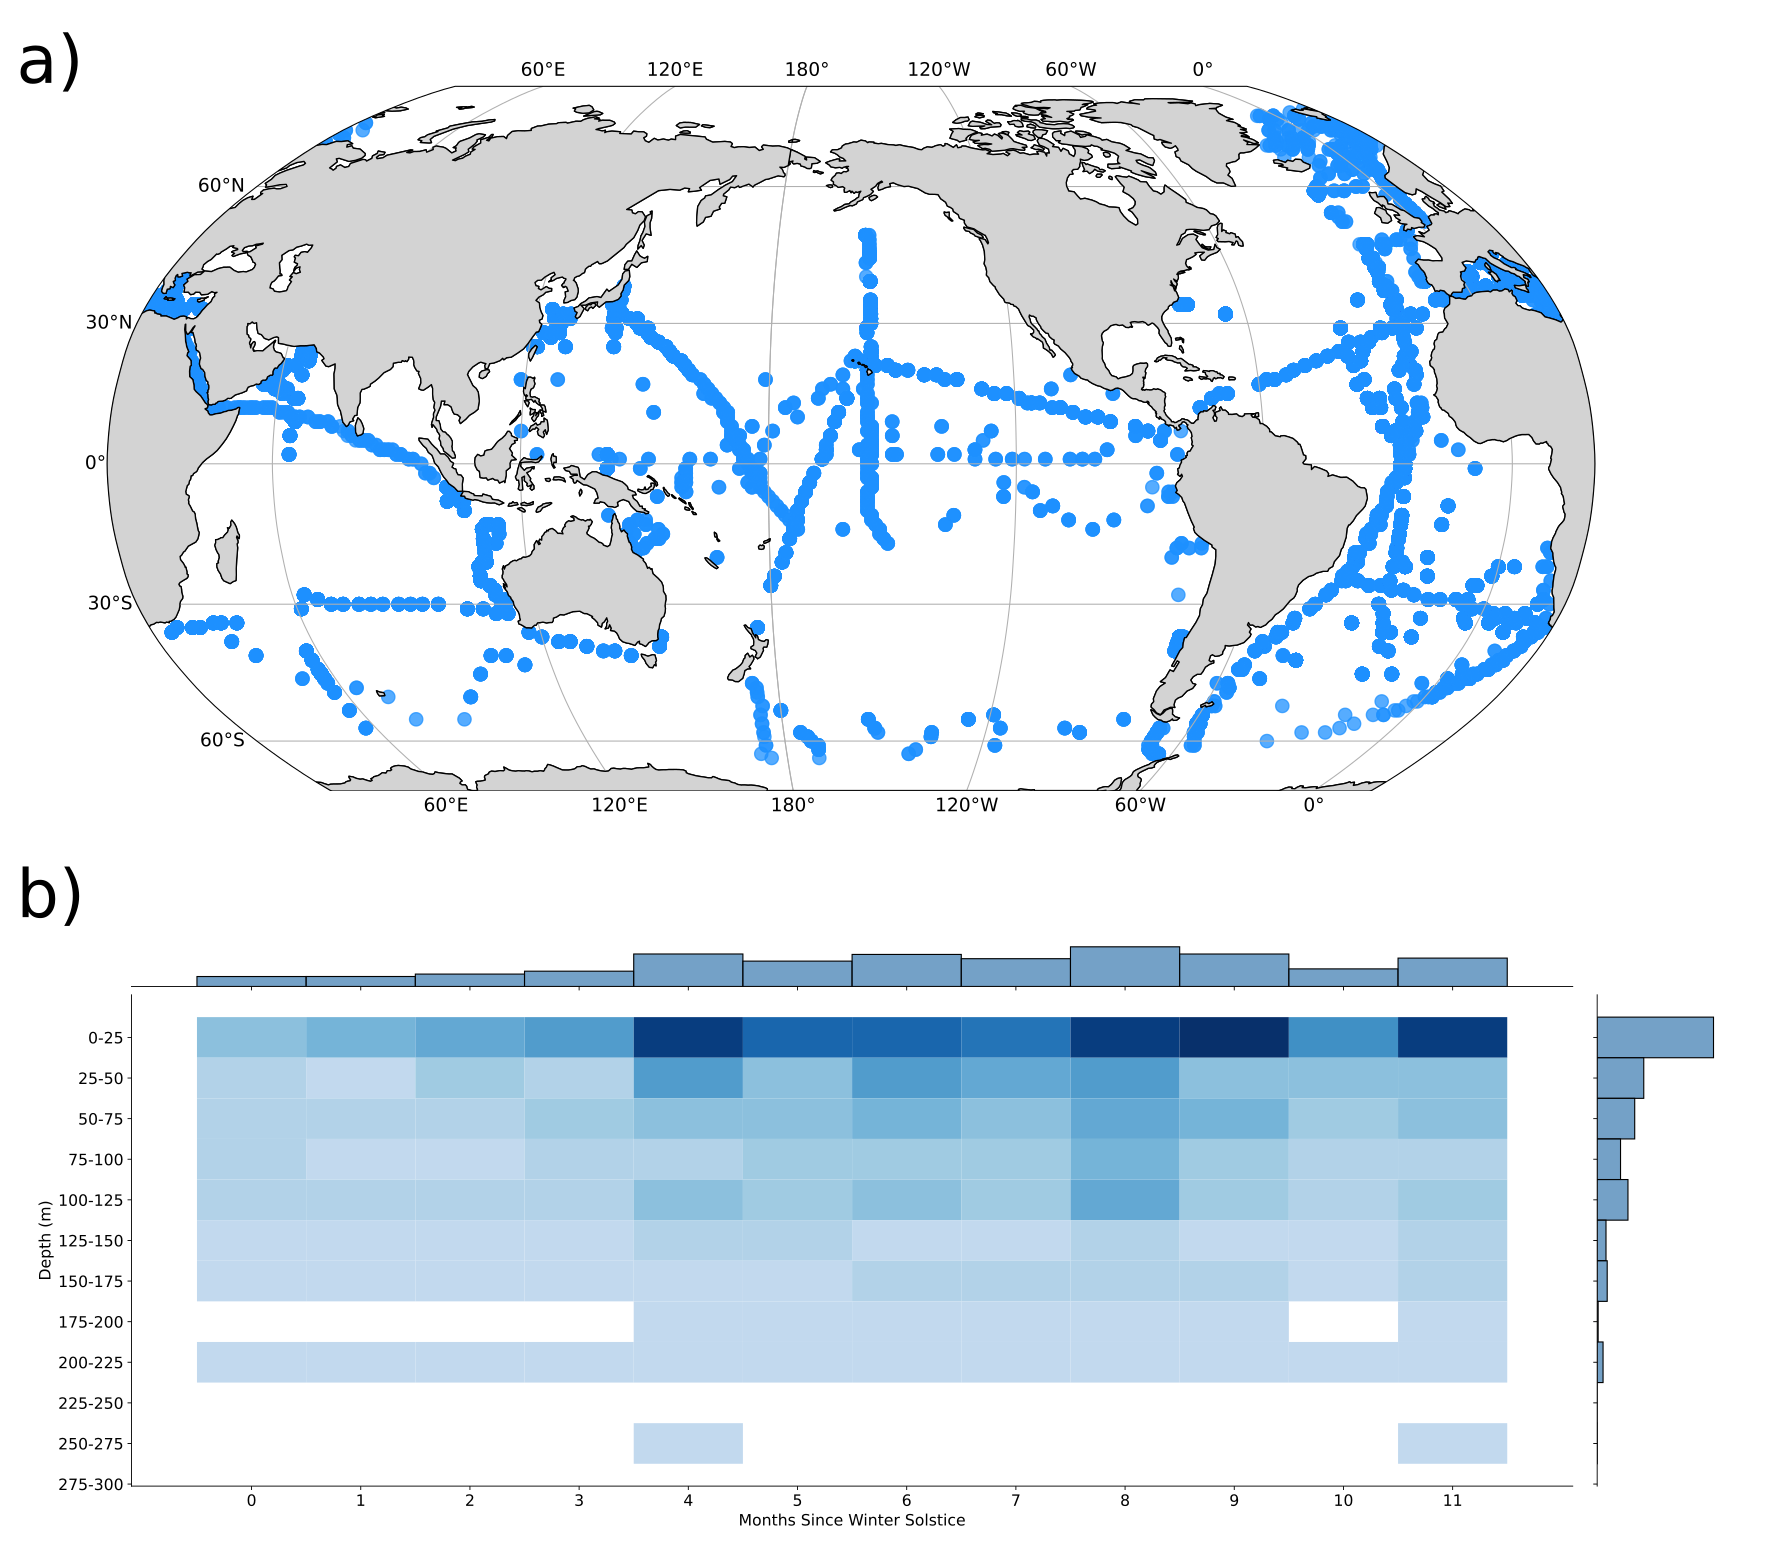 a)
60°E 120°E 180° 120°W 60°W 0°
60°N
30°N
0°
30°S
60°S
60°E 120°E 180° 120°W 60°W 0°
b)
Depth (m)
0-25
25-50
50-75
75-100
100-125
125-150
150-175
175-200
200-225
225-250
250-275
275-300
0 1 2 3 4 5 6 7 8 9 10 11
Months Since Winter Solstice